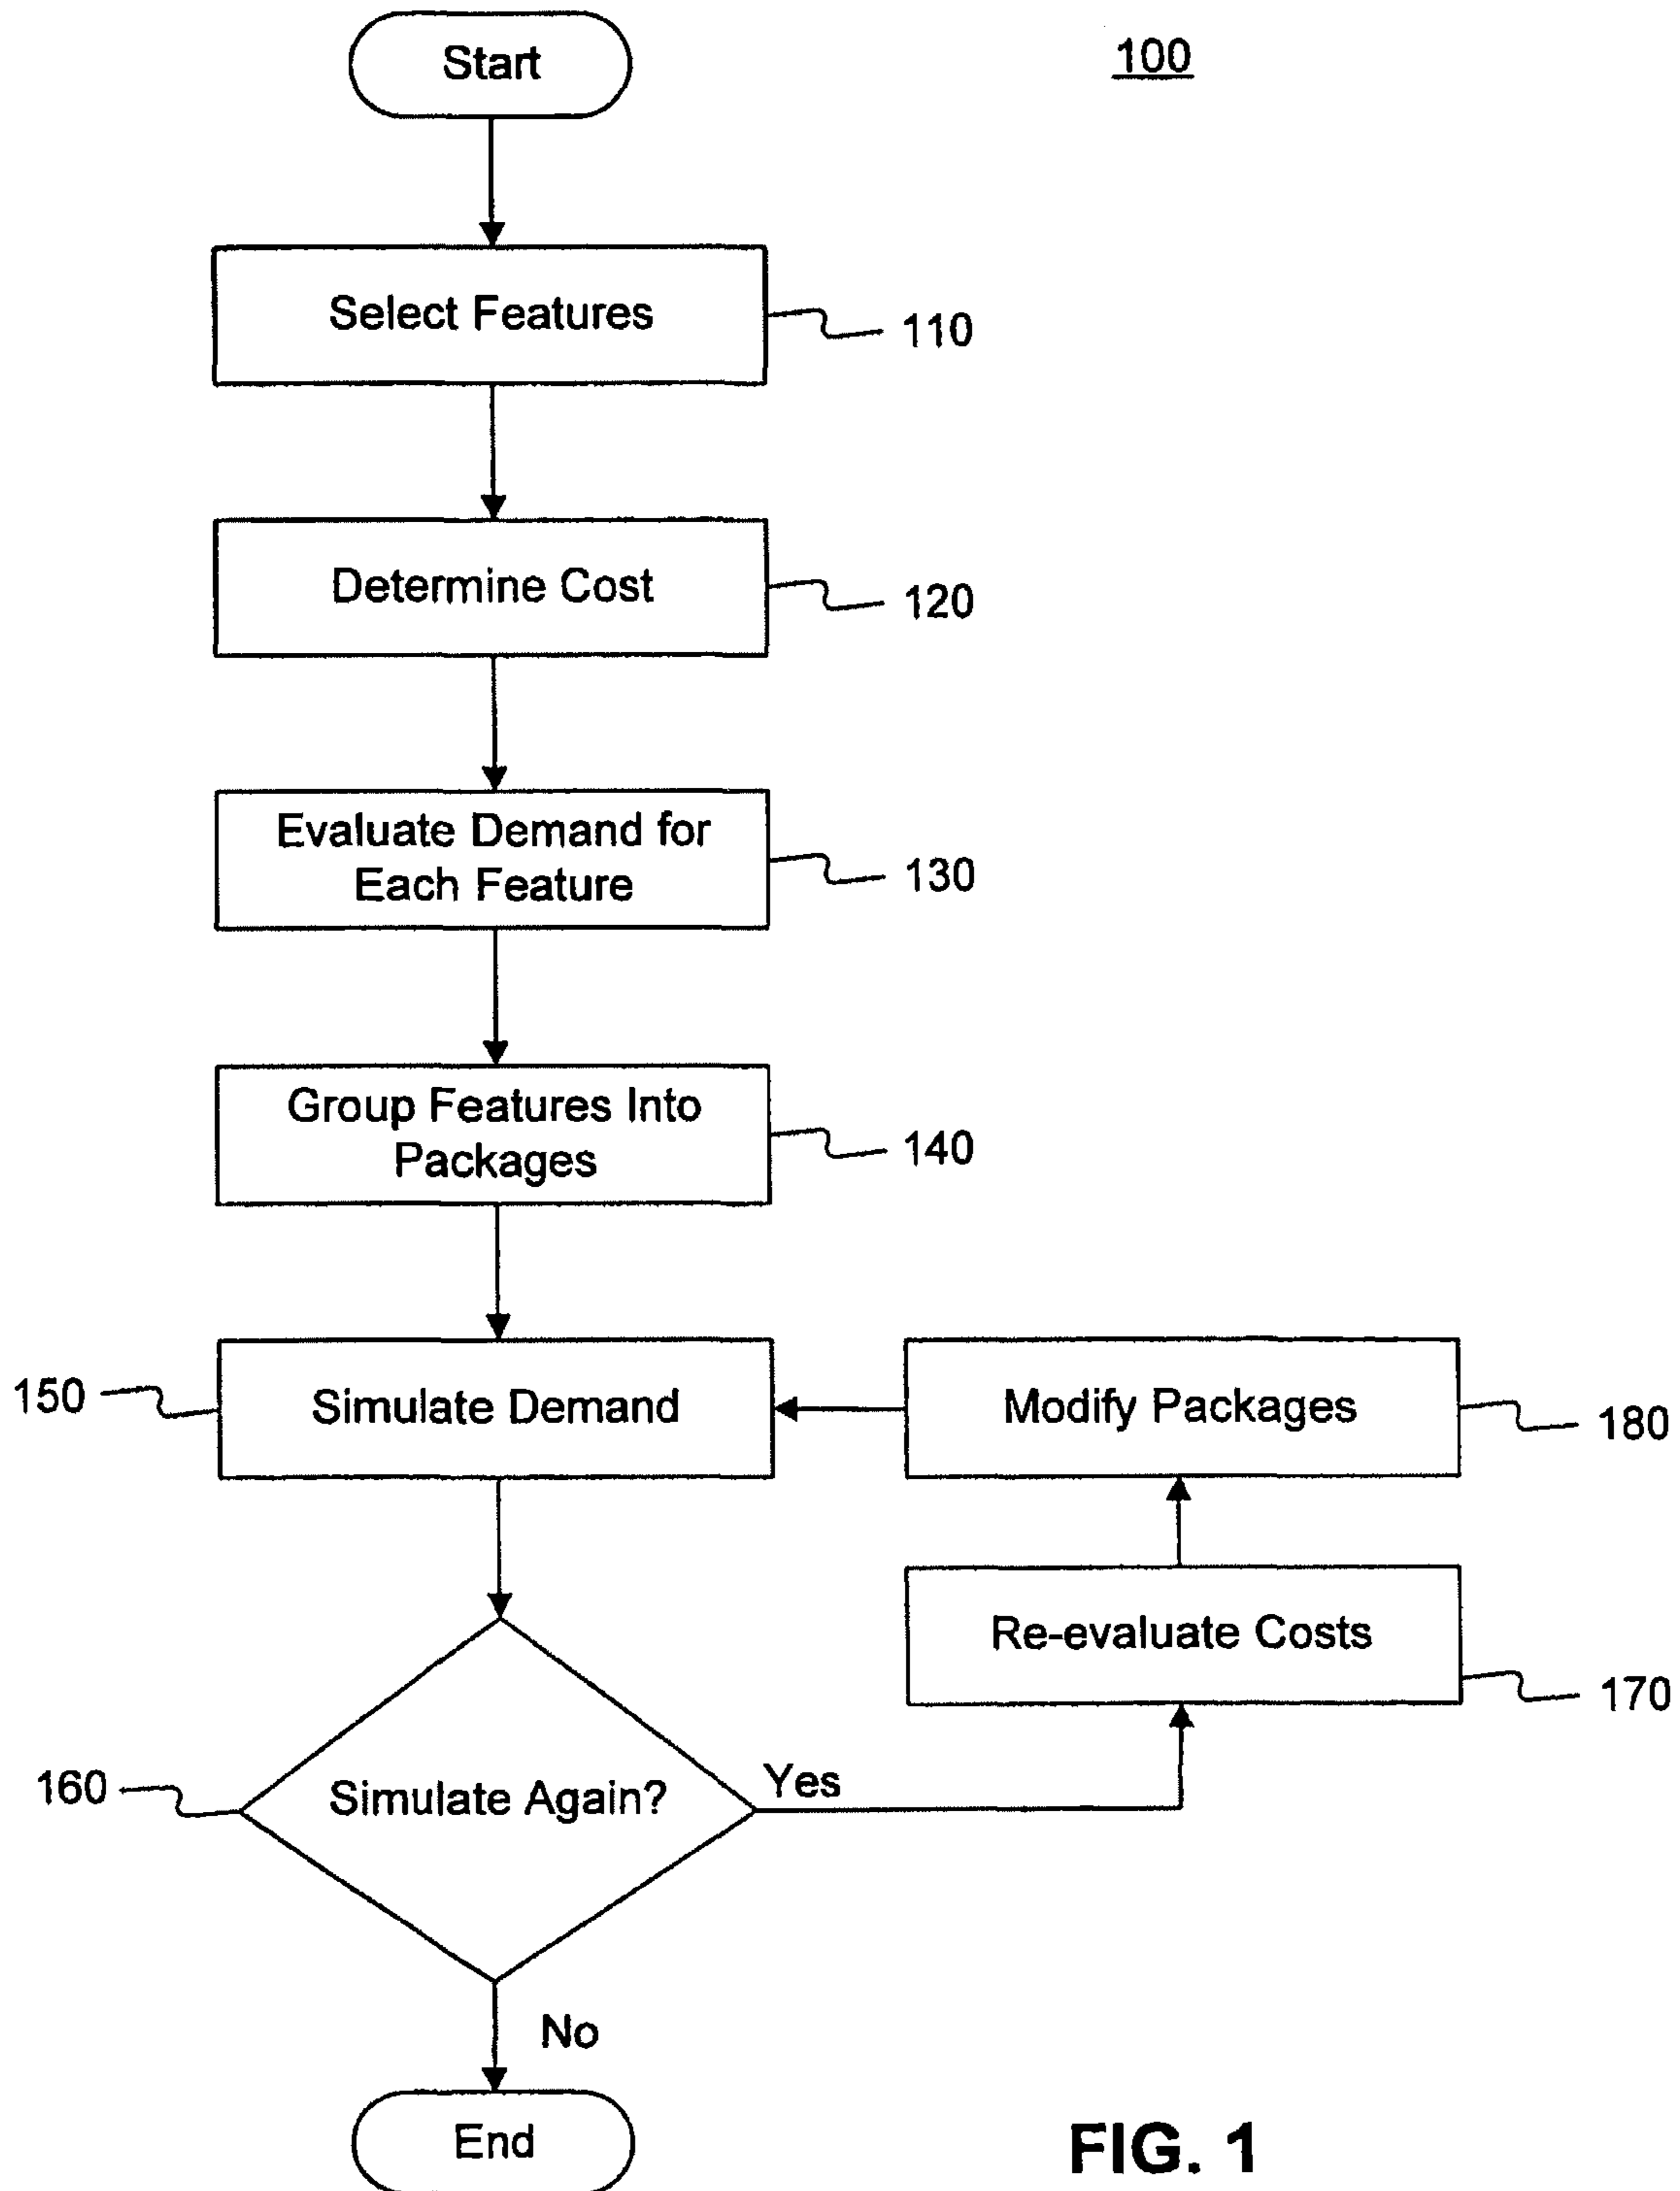 Start
100
Select Features
110
Determine Cost
120
Evaluate Demand for
Each Feature
130
Group Features Into
Packages
140
150
Simulate Demand
Modify Packages
180
Re-evaluate Costs
170
160
Simulate Again?
Yes
No
End
FIG. 1